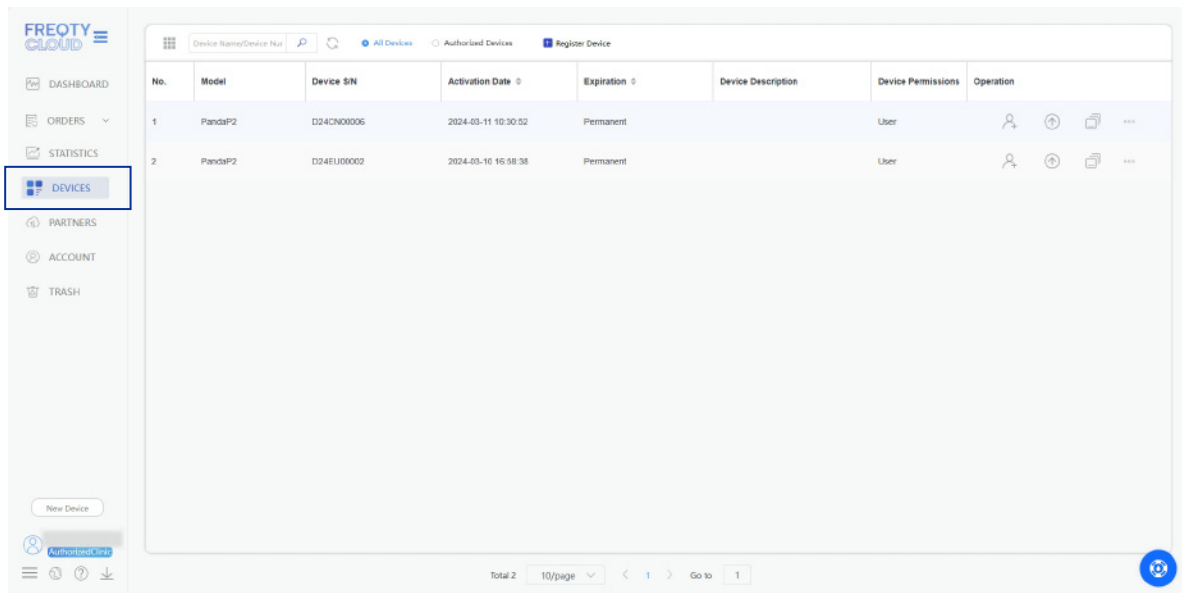 FREQTY
CLOUD
DASHBOARD
ORDERS
STATISTICS
DEVICES
PARTNERS
ACCOUNT
TRASH
New Device
AuthorizedClinic
Device Name/Device Nur
All Devices Authorized Devices Register Device
No. Model Device S/N Activation Date Expiration Device Description Device Permissions Operation
1 PandaP2 D24CN00006 2024-03-11 10:30:52 Permanent User
2 PandaP2 D24EU00002 2024-03-10 16:58:38 Permanent User
Total 2 10/page 1 Go to 1